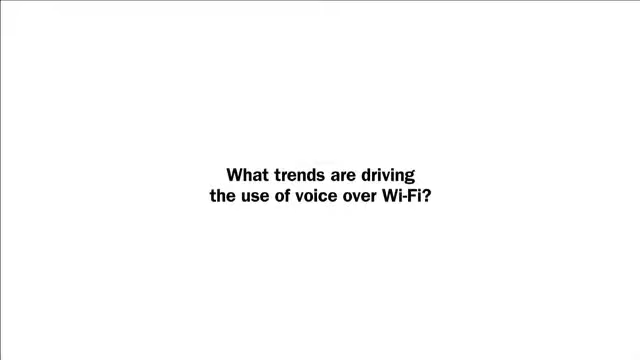 What trends are driving
the use of voice over Wi-Fi?